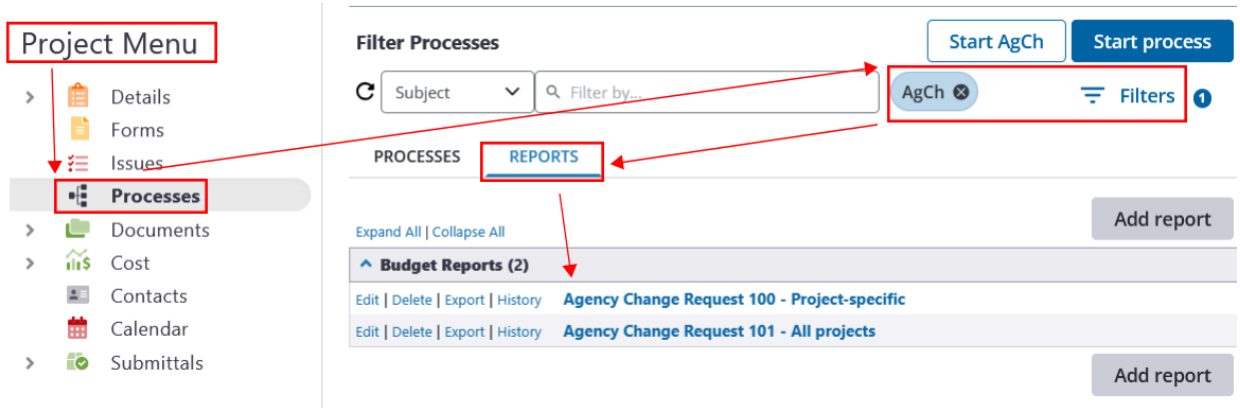 Project Menu
Details
Forms
Issues
Processes
Documents
Cost
Contacts
Calendar
Submittals
Filter Processes
Start AgCh
Start process
Subject
Filter by...
AgCh
Filters 1
PROCESSES
REPORTS
Add report
Expand All | Collapse All
Budget Reports (2)
Edit | Delete | Export | History Agency Change Request 100 - Project-specific
Edit | Delete | Export | History Agency Change Request 101 - All projects
Add report